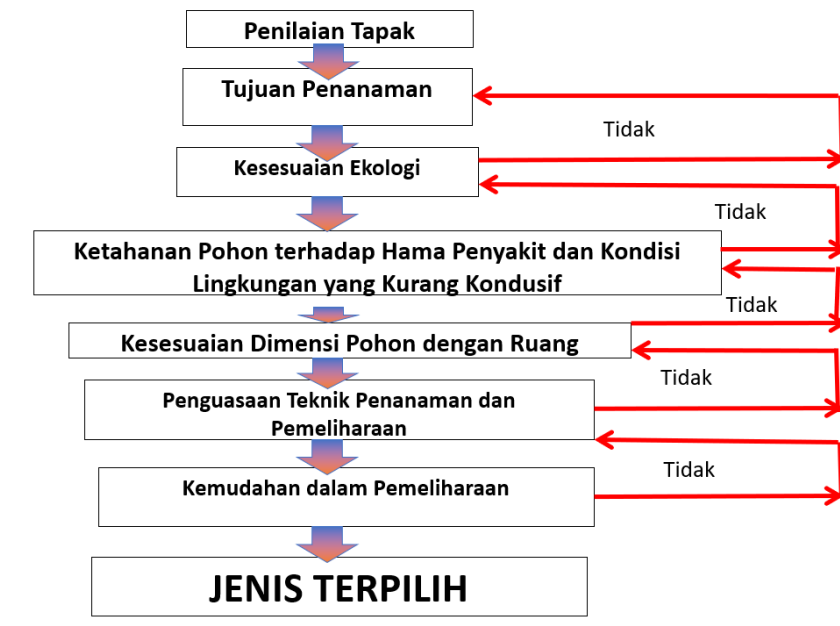 Penilaian Tapak
Tujuan Penanaman
Tidak
Kesesuaian Ekologi
Tidak
Ketahanan Pohon terhadap Hama Penyakit dan Kondisi
Lingkungan yang Kurang Kondusif
Tidak
Kesesuaian Dimensi Pohon dengan Ruang
Tidak
Penguasaan Teknik Penanaman dan
Pemeliharaan
Tidak
Kemudahan dalam Pemeliharaan
JENIS TERPILIH